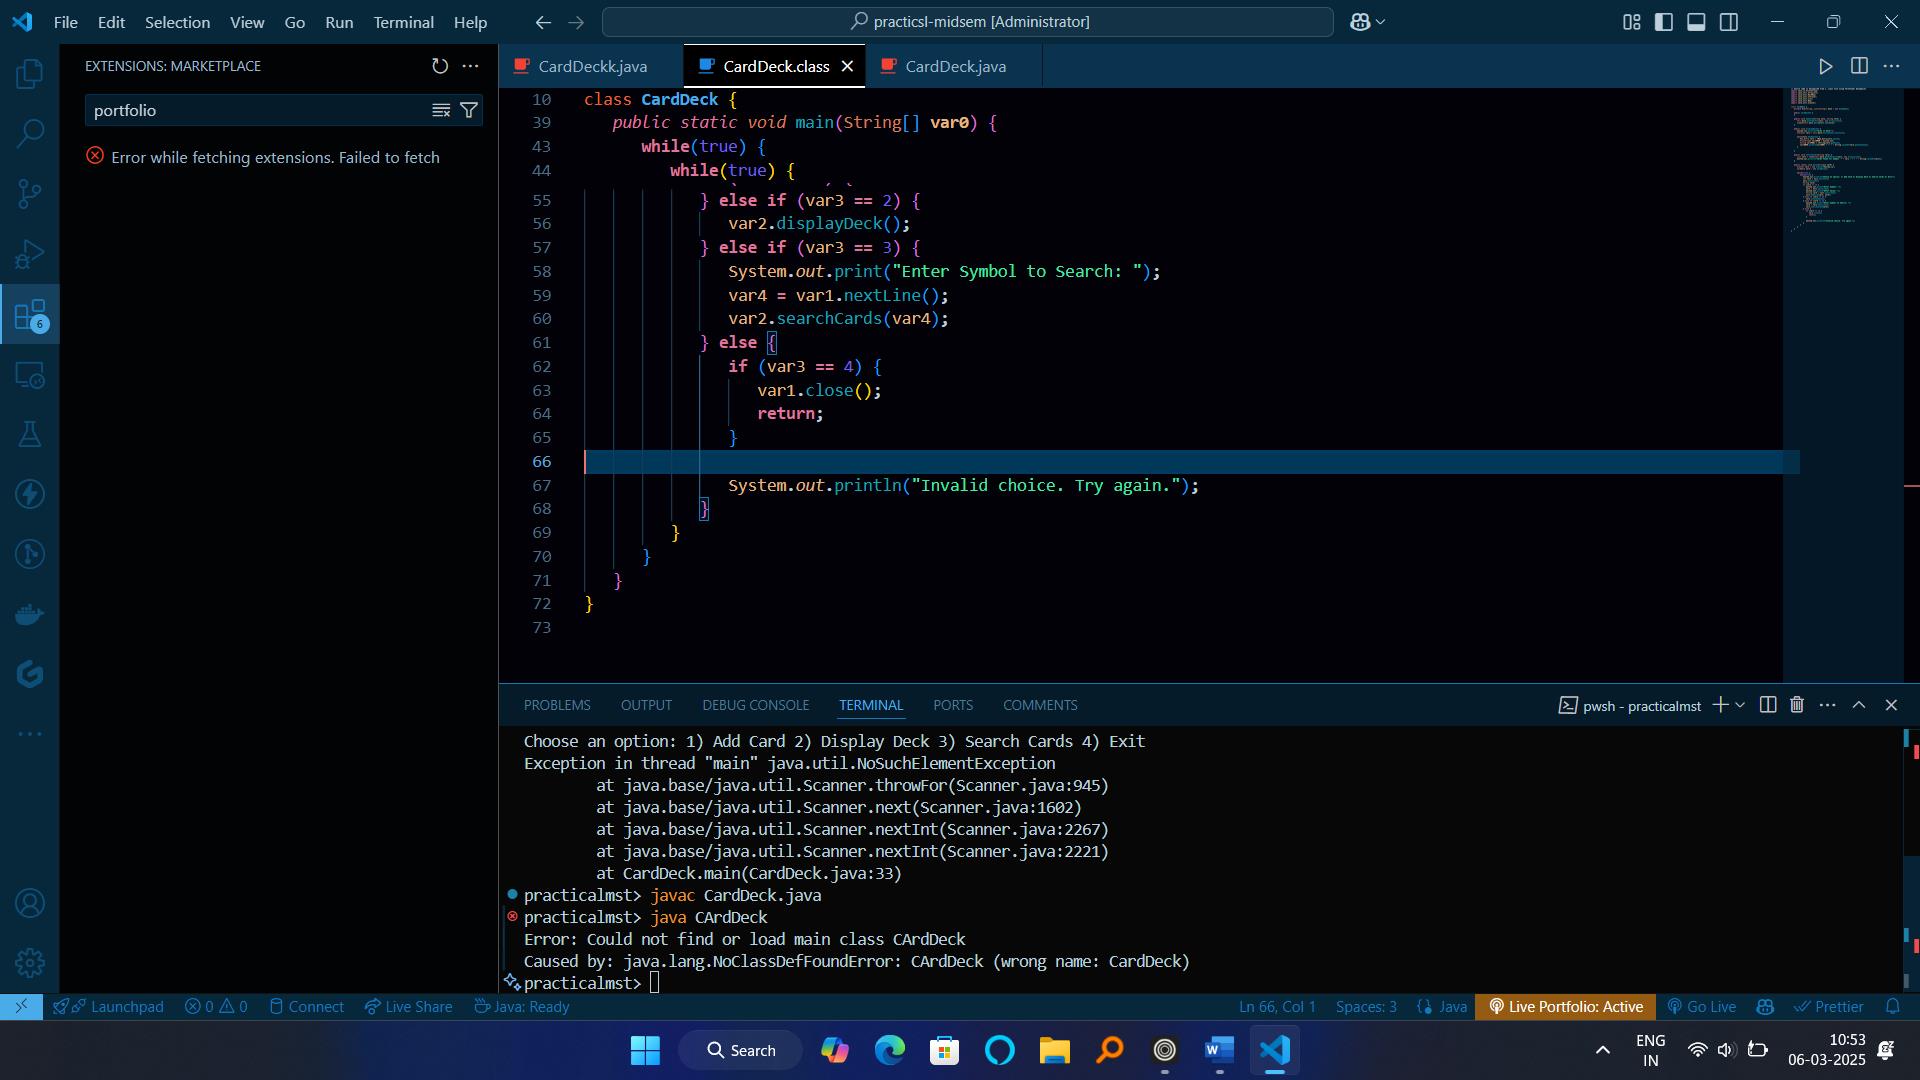 File Edit Selection View Go Run Terminal Help
practicsl-midsem [Administrator]
EXTENSIONS: MARKETPLACE
portfolio
Error while fetching extensions. Failed to fetch
6
CardDeckk.java
CardDeck.class
CardDeck.java
10 class CardDeck {
39 public static void main(String[] var0) {
43 while(true) {
44 while(true) {
55 } else if (var3 == 2) {
56 var2.displayDeck();
57 } else if (var3 == 3) {
58 System.out.print("Enter Symbol to Search: ");
59 var4 = var1.nextLine();
60 var2.searchCards(var4);
61 } else {
62 if (var3 == 4) {
63 var1.close();
64 return;
65 }
66
67 System.out.println("Invalid choice. Try again.");
68 }
69 }
70 }
71 }
72 }
73
PROBLEMS OUTPUT DEBUG CONSOLE TERMINAL PORTS COMMENTS
pwsh - practicalmst
Choose an option: 1) Add Card 2) Display Deck 3) Search Cards 4) Exit
Exception in thread "main" java.util.NoSuchElementException
at java.base/java.util.Scanner.throwFor(Scanner.java:945)
at java.base/java.util.Scanner.next(Scanner.java:1602)
at java.base/java.util.Scanner.nextInt(Scanner.java:2267)
at java.base/java.util.Scanner.nextInt(Scanner.java:2221)
at CardDeck.main(CardDeck.java:33)
practicalmst> javac CardDeck.java
practicalmst> java CArdDeck
Error: Could not find or load main class CArdDeck
Caused by: java.lang.NoClassDefFoundError: CArdDeck (wrong name: CardDeck)
practicalmst>
Launchpad 0 0 Connect Live Share Java: Ready
Ln 66, Col 1 Spaces: 3 Java Live Portfolio: Active Go Live Prettier
Search
ENG
IN
10:53
06-03-2025